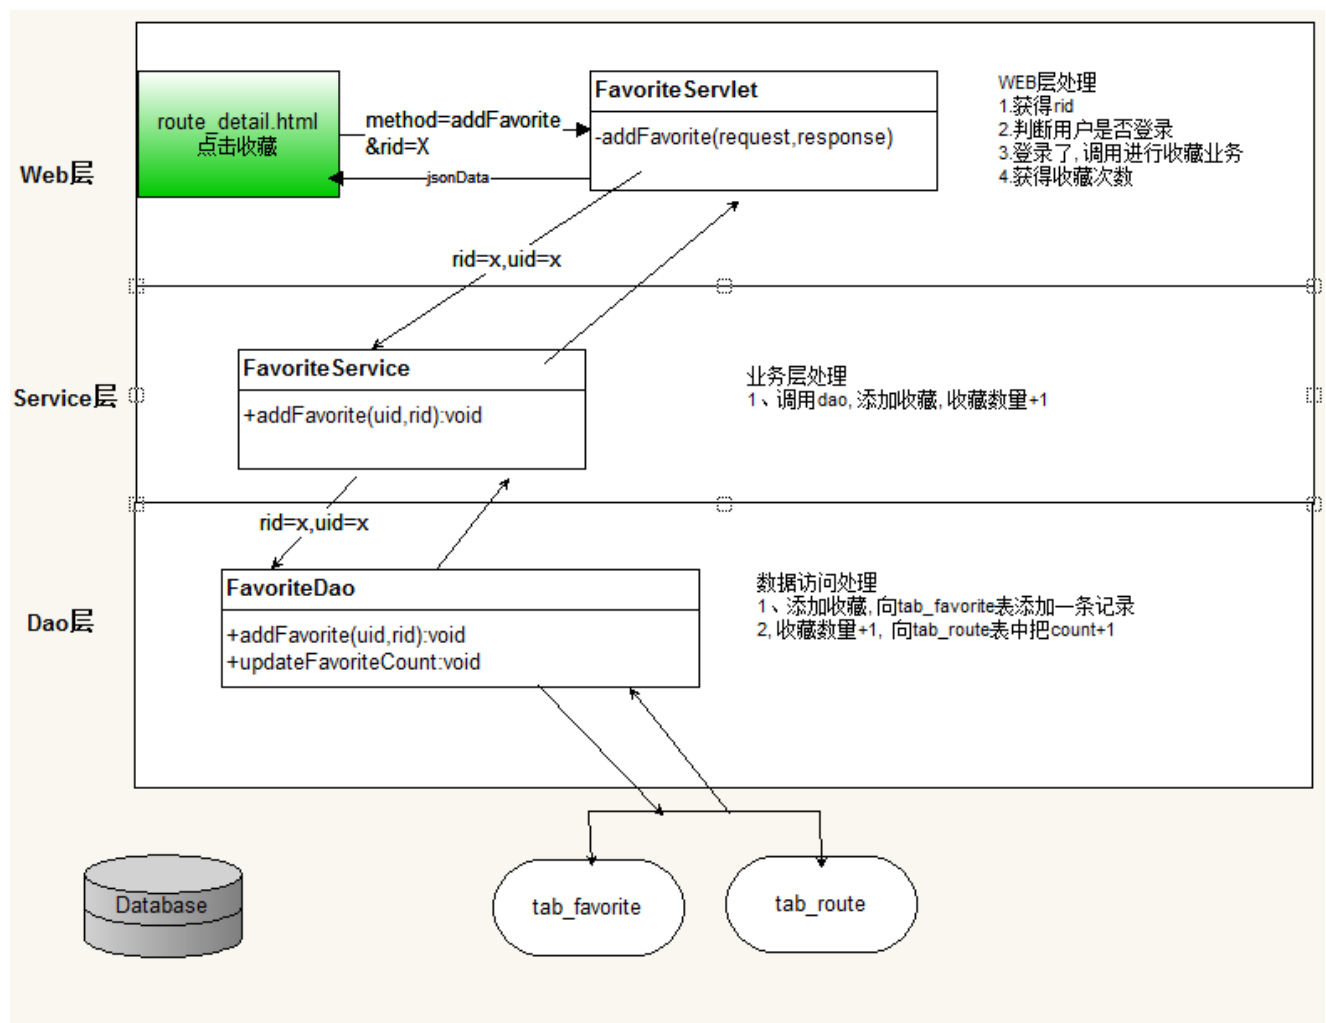 route_detail.html
点击收藏
method=addFavorite
&rid=X
jsonData
FavoriteServlet
-addFavorite(request,response)
WEB层处理
1.获得rid
2.判断用户是否登录
3.登录了,调用进行收藏业务
4.获得收藏次数
Web层
rid=x,uid=x
FavoriteService
+addFavorite(uid,rid):void
业务层处理
1、调用dao,添加收藏,收藏数量+1
Service层
rid=x,uid=x
FavoriteDao
+addFavorite(uid,rid):void
+updateFavoriteCount:void
数据访问处理
1、添加收藏,向tab_favorite表添加一条记录
2,收藏数量+1, 向tab_route表中把count+1
Dao层
Database
tab_favorite
tab_route